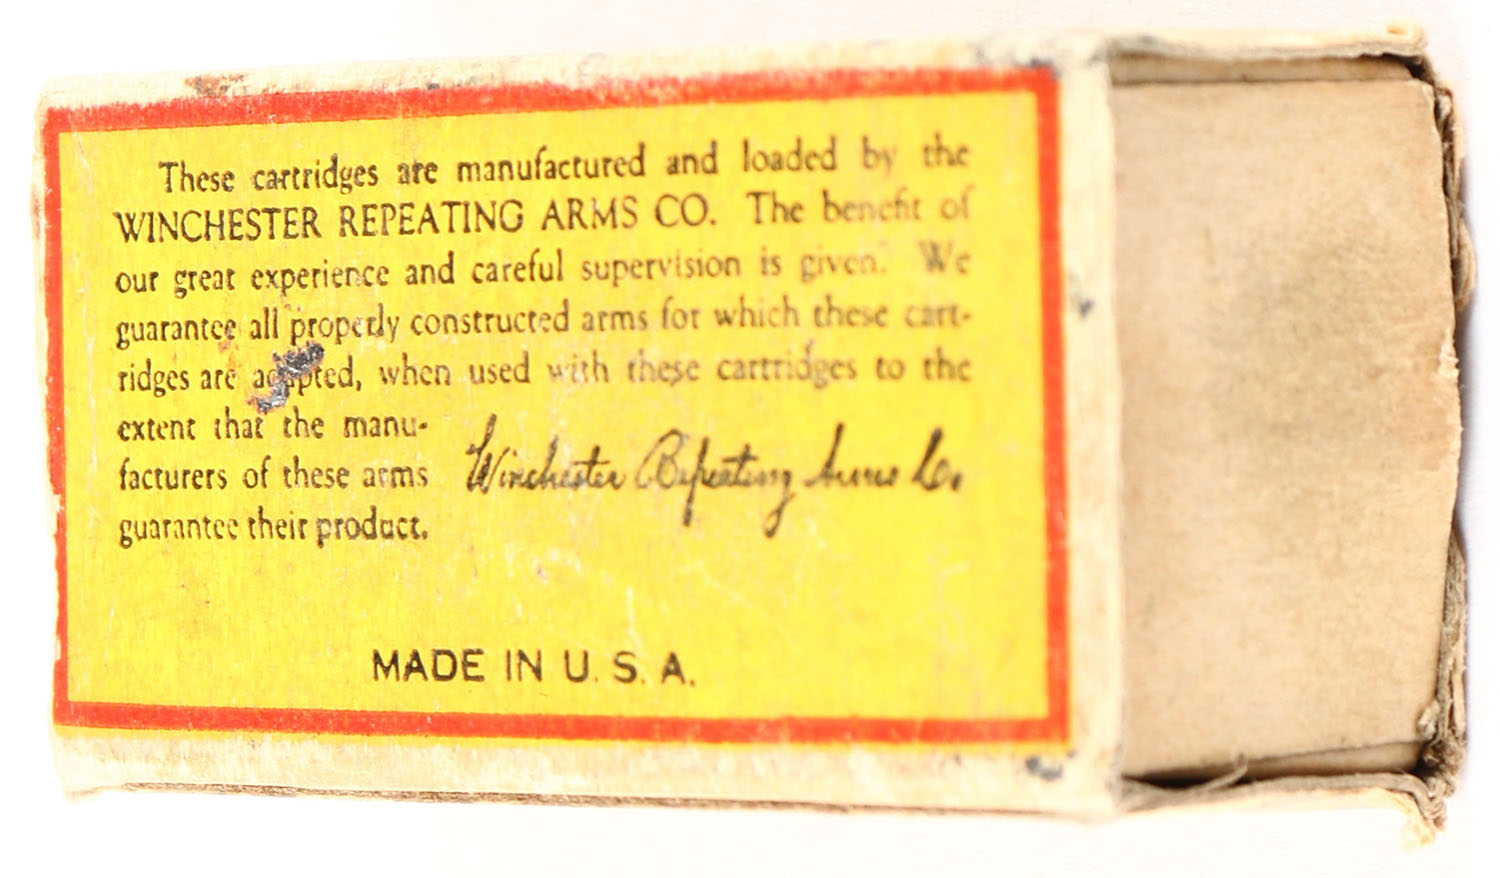 These cartridges are manufactured and loaded by the
WINCHESTER REPEATING ARMS CO. The benefit of
our great experience and careful supervision is given. We
guarantee all properly constructed arms for which these cart-
ridges are adapted, when used with these cartridges to the
extent that the manu-
facturers of these arms
guarantee their product.
Winchester Repeating Arms Co.
MADE IN U. S. A.